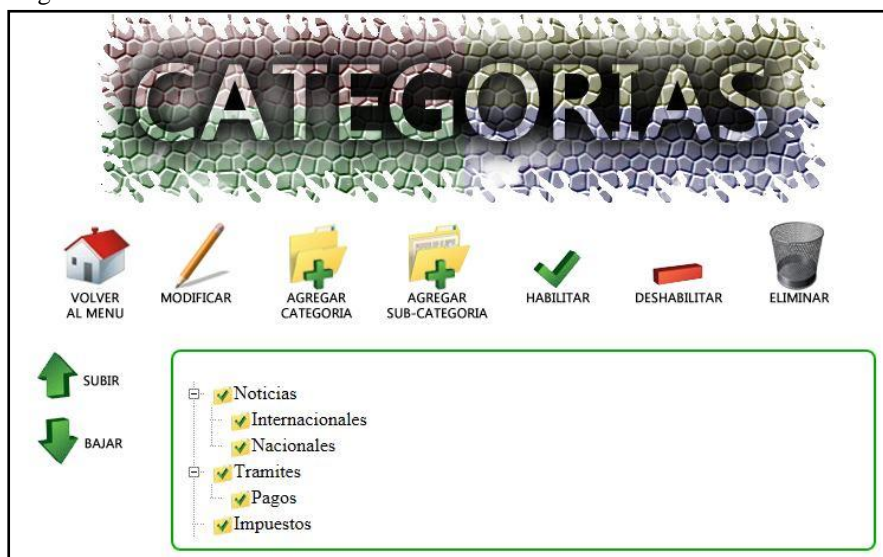 CATEGORIAS
VOLVER
AL MENU
MODIFICAR
AGREGAR
CATEGORIA
AGREGAR
SUB-CATEGORIA
HABILITAR
DESHABILITAR
ELIMINAR
SUBIR
BAJAR
Noticias
Internacionales
Nacionales
Tramites
Pagos
Impuestos